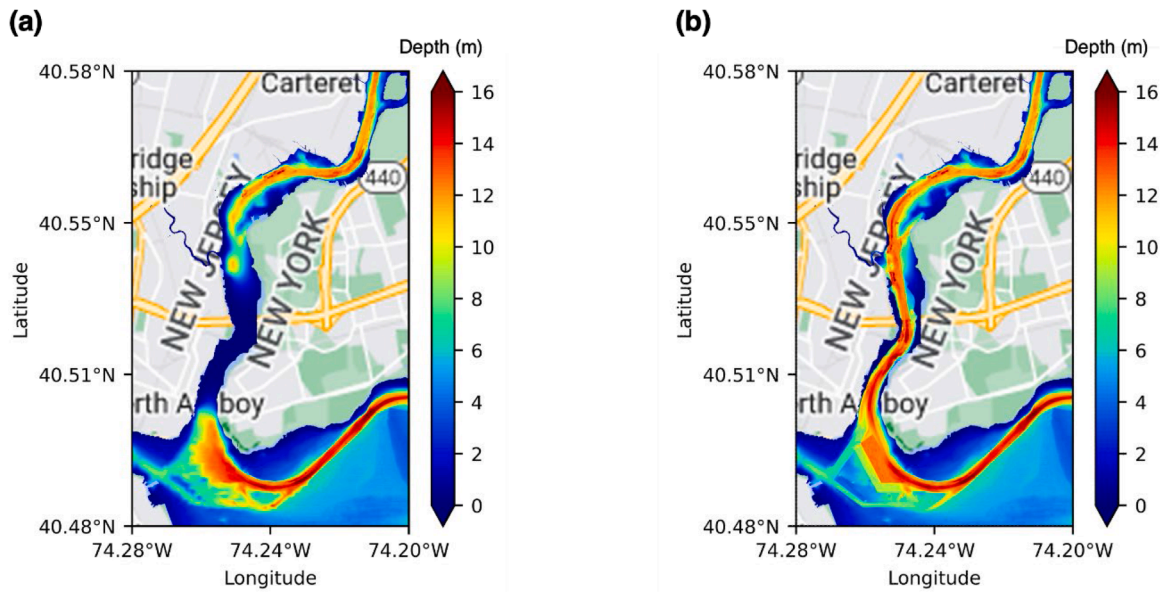 (a)
Depth (m)
40.58°N
40.55°N
40.51°N
40.48°N
Latitude
74.28°W 74.24°W 74.20°W
Longitude
Carteret
ridge
ship
440
NEW JERSEY
NEW YORK
rth A boy
16
14
12
10
8
6
4
2
0
(b)
Depth (m)
40.58°N
40.55°N
40.51°N
40.48°N
Latitude
74.28°W 74.24°W 74.20°W
Longitude
Carteret
ridge
ship
440
NEW JERSEY
NEW YORK
rth A boy
16
14
12
10
8
6
4
2
0